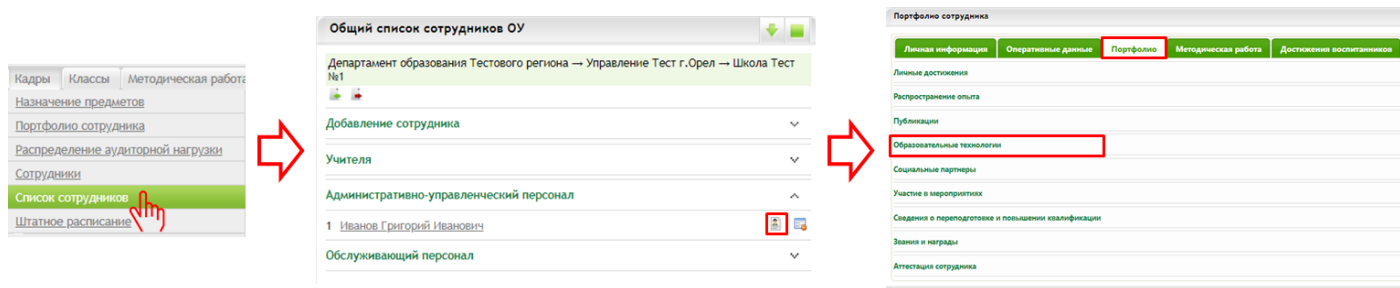 Кадры Классы Методическая работа
Назначение предметов
Портфолио сотрудника
Распределение аудиторной нагрузки
Сотрудники
Список сотрудников
Штатное расписание
Общий список сотрудников ОУ
Департамент образования Тестового региона → Управление Тест г.Орел → Школа Тест
№1
Добавление сотрудника
Учителя
Административно-управленческий персонал
1 Иванов Григорий Иванович
Обслуживающий персонал
Портфолио сотрудника
Личная информация Оперативные данные Портфолио Методическая работа Достижения воспитанников
Личные достижения
Распространение опыта
Публикации
Образовательные технологии
Социальные партнеры
Участие в мероприятиях
Сведения о переподготовке и повышении квалификации
Звания и награды
Аттестация сотрудника